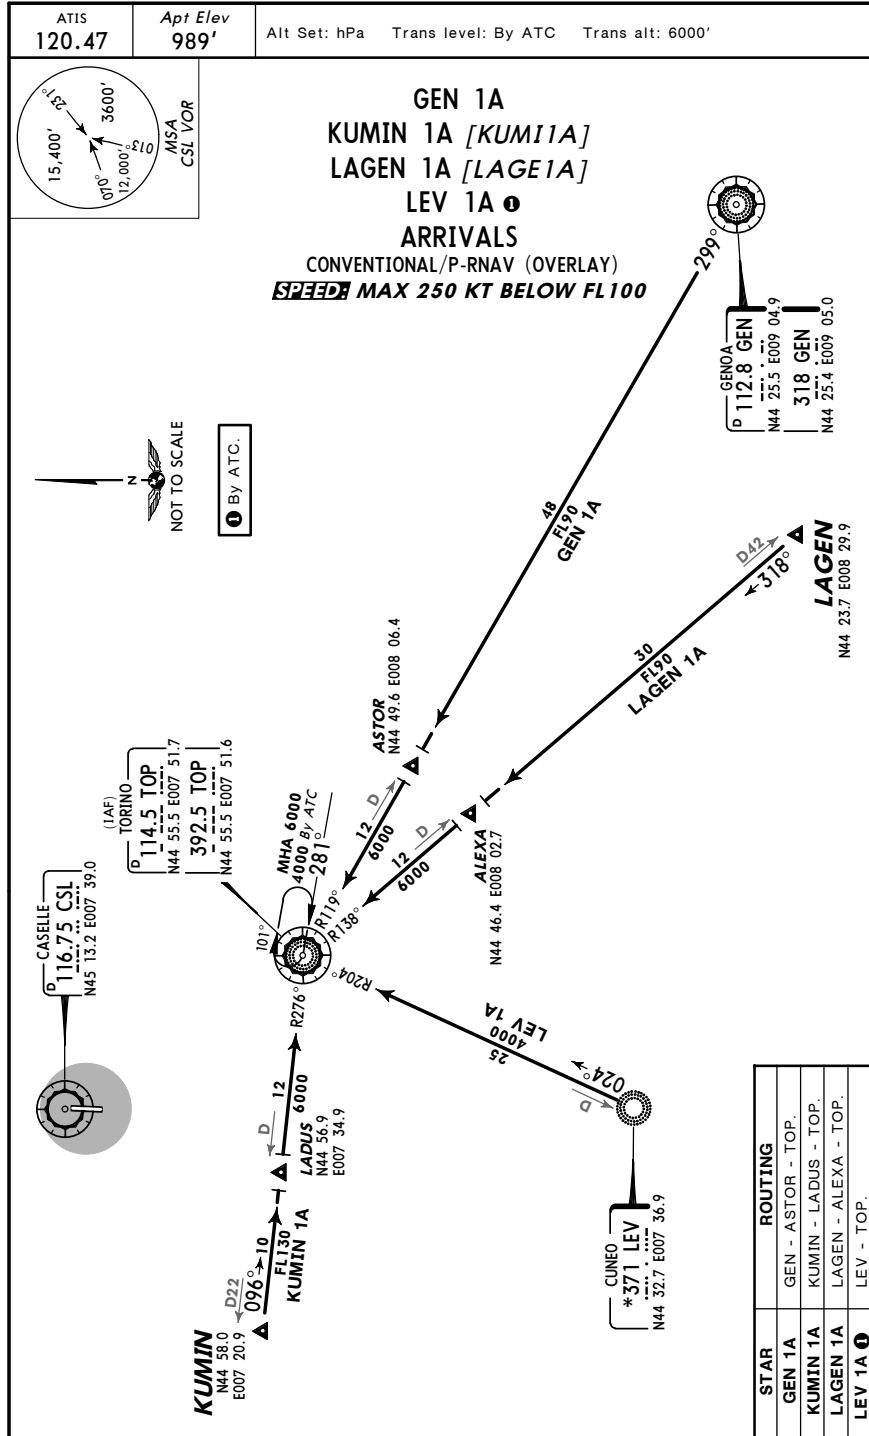 ATIS
120.47
Apt Elev
989'
Alt Set: hPa Trans level: By ATC Trans alt: 6000'
MSA
CSL VOR
231°
3600'
15,400'
070°
12,000'
013°
GEN 1A
KUMIN 1A [KUMI1A]
LAGEN 1A [LAGE1A]
LEV 1A ❶
ARRIVALS
CONVENTIONAL/P-RNAV (OVERLAY)
SPEED: MAX 250 KT BELOW FL100
N
NOT TO SCALE
❶ By ATC.
299°
GENOA
D 112.8 GEN
N44 25.5 E009 04.9
318 GEN
N44 25.4 E009 05.0
48
FL90
GEN 1A
D42
318°
LAGEN
N44 23.7 E008 29.9
30
FL90
LAGEN 1A
ASTOR
N44 49.6 E008 06.4
D
12
6000
R119°
ALEXA
N44 46.4 E008 02.7
D
12
6000
R138°
(IAF)
TORINO
D 114.5 TOP
N44 55.5 E007 51.7
392.5 TOP
N44 55.5 E007 51.6
MHA 6000
4000 By ATC
281°
101°
CASELLE
D 116.75 CSL
N45 13.2 E007 39.0
R276°
R204°
LEV 1A
4000
25
024°
D
CUNEO
*371 LEV
N44 32.7 E007 36.9
D
12
6000
LADUS
N44 56.9
E007 34.9
D22
096°
10
FL130
KUMIN 1A
KUMIN
N44 58.0
E007 20.9
STAR ROUTING
GEN 1A GEN - ASTOR - TOP.
KUMIN 1A KUMIN - LADUS - TOP.
LAGEN 1A LAGEN - ALEXA - TOP.
LEV 1A ❶ LEV - TOP.